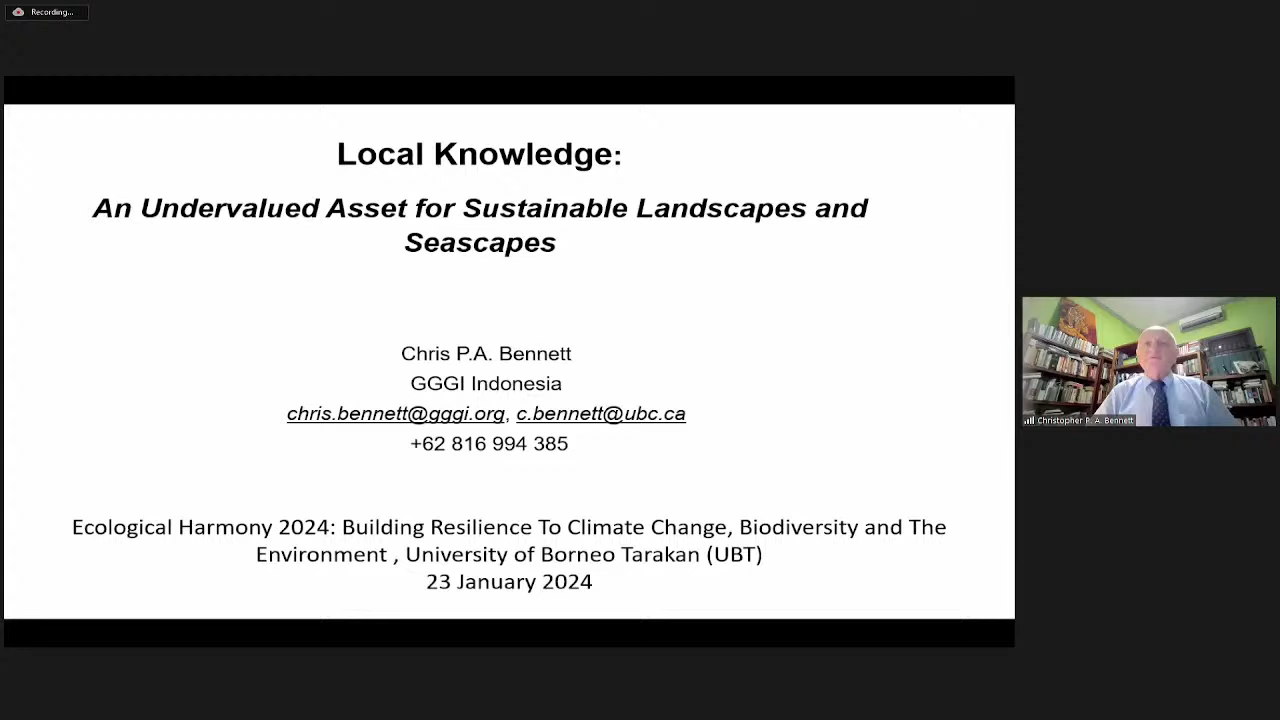 Recording...
Local Knowledge:
An Undervalued Asset for Sustainable Landscapes and
Seascapes
Chris P.A. Bennett
GGGI Indonesia
chris.bennett@gggi.org, c.bennett@ubc.ca
+62 816 994 385
Ecological Harmony 2024: Building Resilience To Climate Change, Biodiversity and The
Environment , University of Borneo Tarakan (UBT)
23 January 2024
Christopher P. A. Bennett